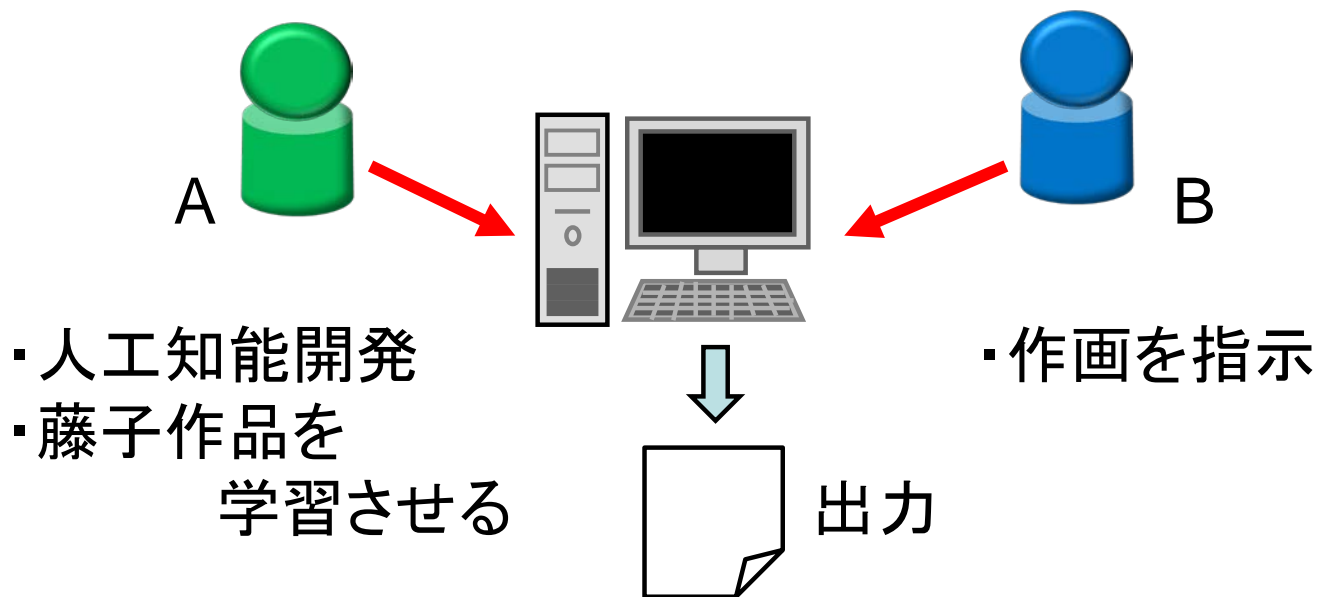 A
B
・人工知能開発
・藤子作品を
学習させる
・作画を指示
出力